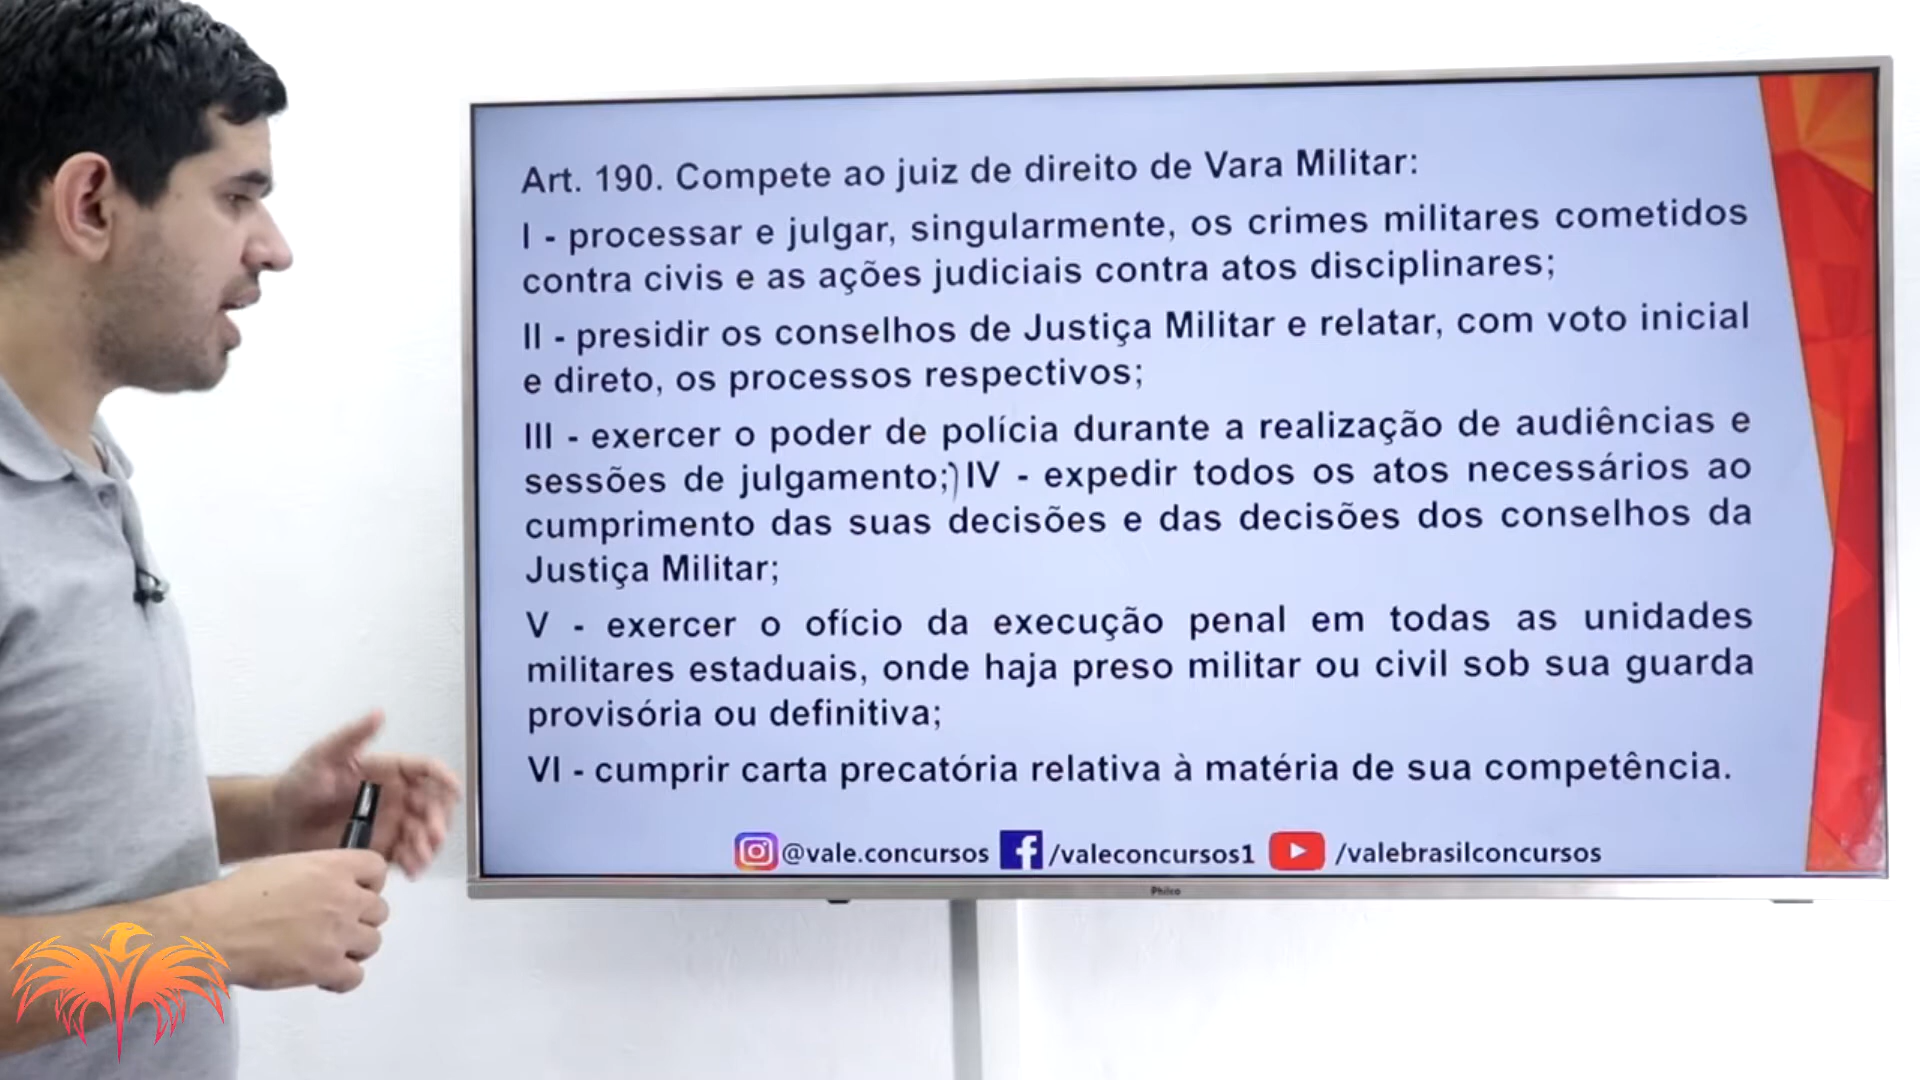 Art. 190. Compete ao juiz de direito de Vara Militar:
I - processar e julgar, singularmente, os crimes militares cometidos
contra civis e as ações judiciais contra atos disciplinares;
II - presidir os conselhos de Justiça Militar e relatar, com voto inicial
e direto, os processos respectivos;
III - exercer o poder de polícia durante a realização de audiências e
sessões de julgamento;) IV - expedir todos os atos necessários ao
cumprimento das suas decisões e das decisões dos conselhos da
Justiça Militar;
V - exercer o ofício da execução penal em todas as unidades
militares estaduais, onde haja preso militar ou civil sob sua guarda
provisória ou definitiva;
VI - cumprir carta precatória relativa à matéria de sua competência.
@vale.concursos f /valeconcursos1 /valebrasilconcursos
Philco